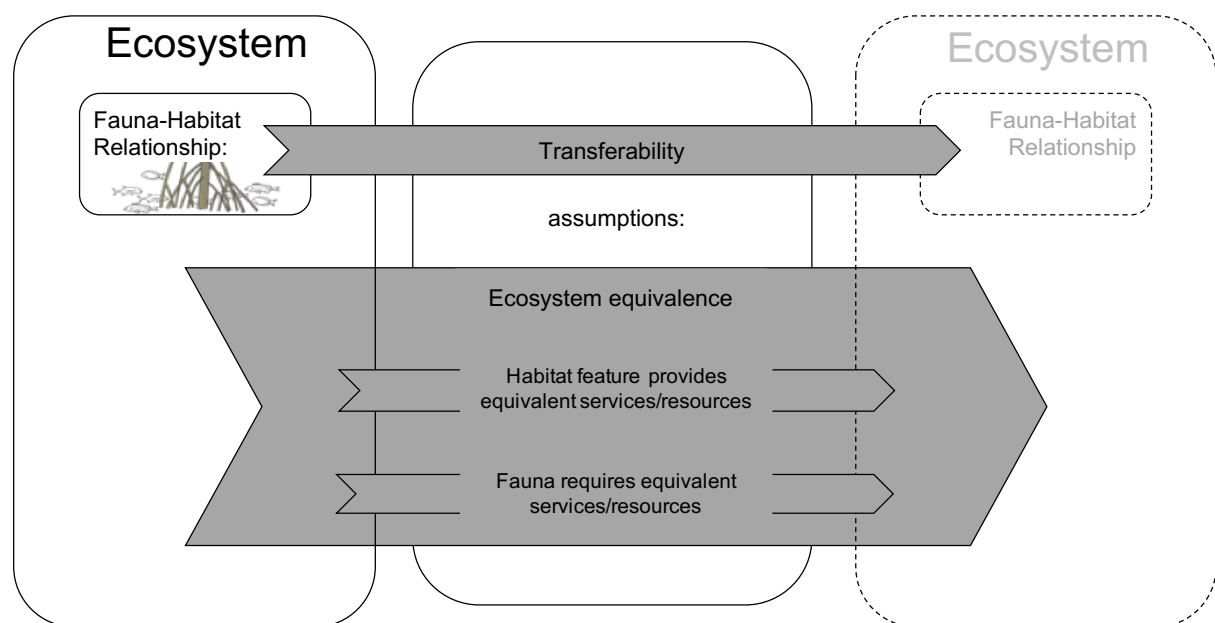 Ecosystem
Fauna-Habitat
Relationship:
Transferability
assumptions:
Ecosystem equivalence
Habitat feature provides
equivalent services/resources
Fauna requires equivalent
services/resources
Ecosystem
Fauna-Habitat
Relationship